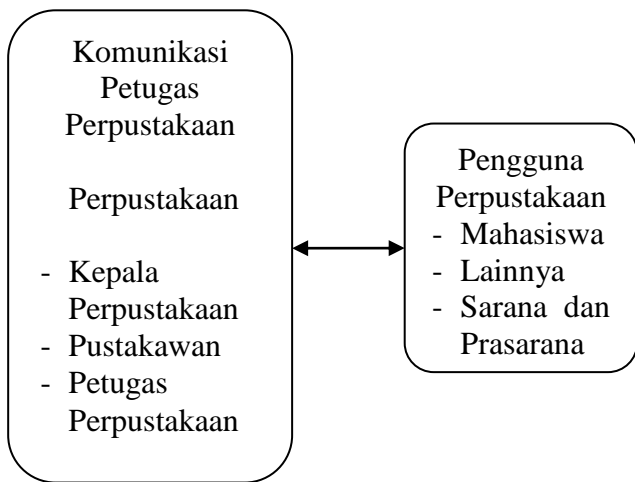 Komunikasi
Petugas
Perpustakaan
Perpustakaan
- Kepala
Perpustakaan
- Pustakawan
- Petugas
Perpustakaan
Pengguna
Perpustakaan
- Mahasiswa
- Lainnya
- Sarana dan
Prasarana